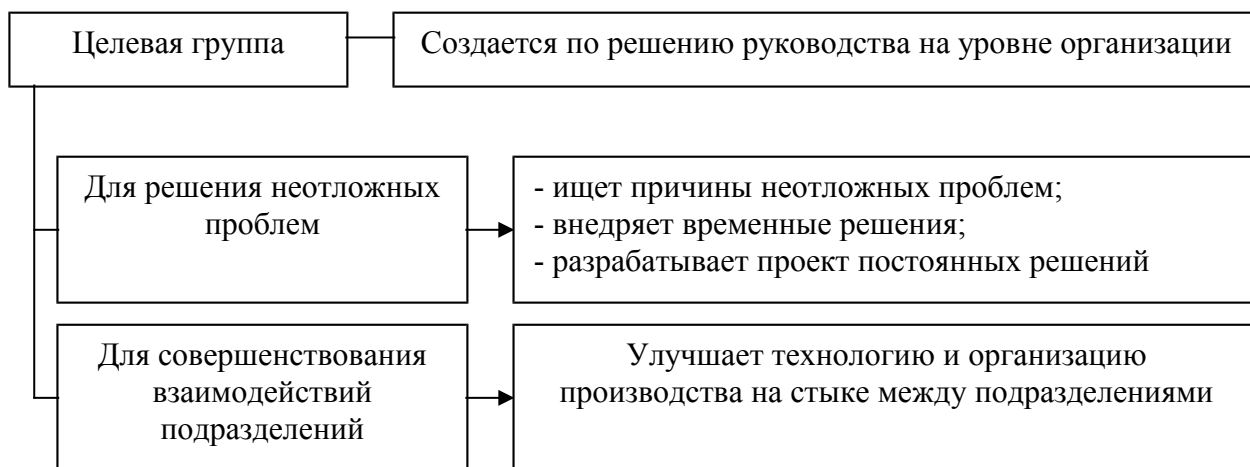 Целевая группа
Создается по решению руководства на уровне организации
Для решения неотложных
проблем
- ищет причины неотложных проблем;
- внедряет временные решения;
- разрабатывает проект постоянных решений
Для совершенствования
взаимодействий
подразделений
Улучшает технологию и организацию
производства на стыке между подразделениями